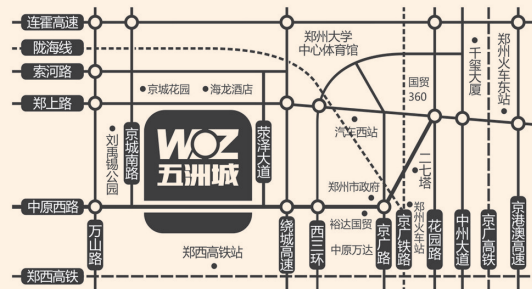 连霍高速
陇海线
索河路
郑上路
中原西路
郑西高铁
郑州大学
中心体育馆
千玺大厦
郑州火车东站
京城花园
海龙酒店
国贸
360
汽车西站
刘禹锡公园
京城南路
WOZ
五洲城
荥泽大道
二七塔
郑州市政府
郑州火车站
裕达国贸
中原万达
郑西高铁站
万山路
绕城高速
西三环
京广路
京广铁路
花园路
中州大道
京广高铁
京港澳高速